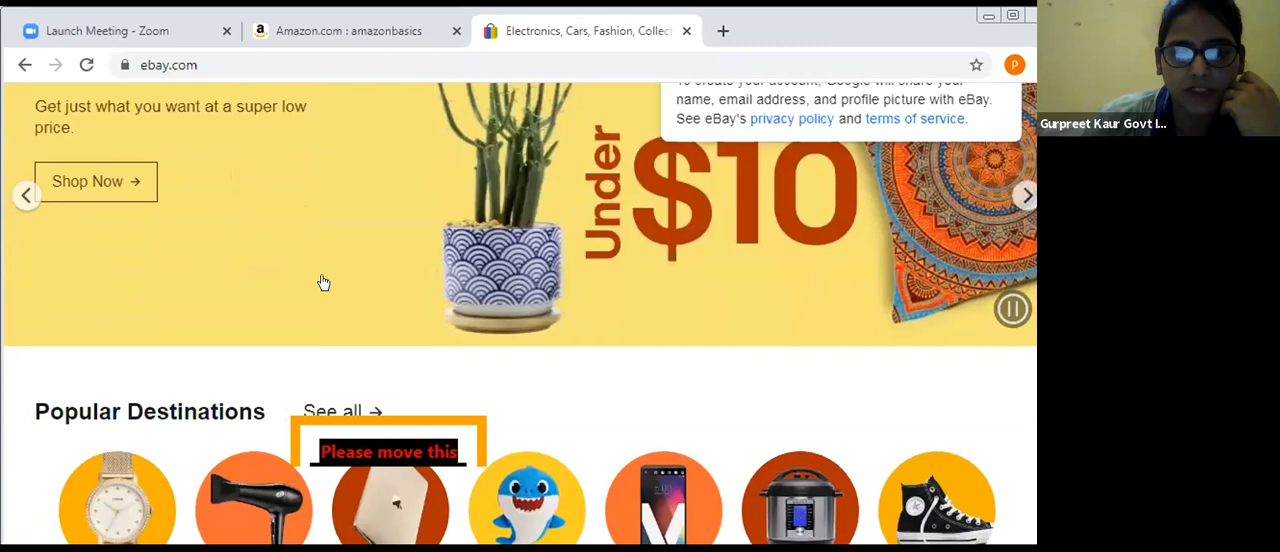 Launch Meeting - Zoom
Amazon.com : amazonbasics
Electronics, Cars, Fashion, Collect
ebay.com
P
Get just what you want at a super low
price.
Shop Now →
Under
$10
name, email address, and profile picture with eBay.
See eBay's privacy policy and terms of service.
Gurpreet Kaur Govt I...
Popular Destinations
See all →
Please move this